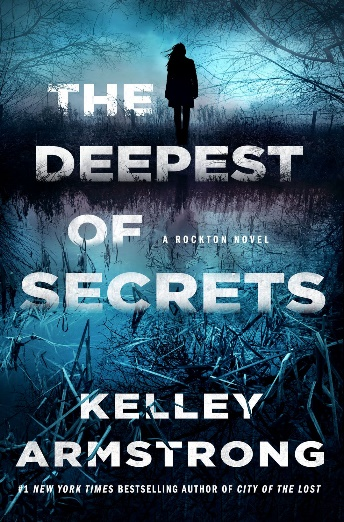 THE
DEEPEST
OF
A ROCKTON NOVEL
SECRETS
KELLEY
ARMSTRONG
#1 NEW YORK TIMES BESTSELLING AUTHOR OF CITY OF THE LOST